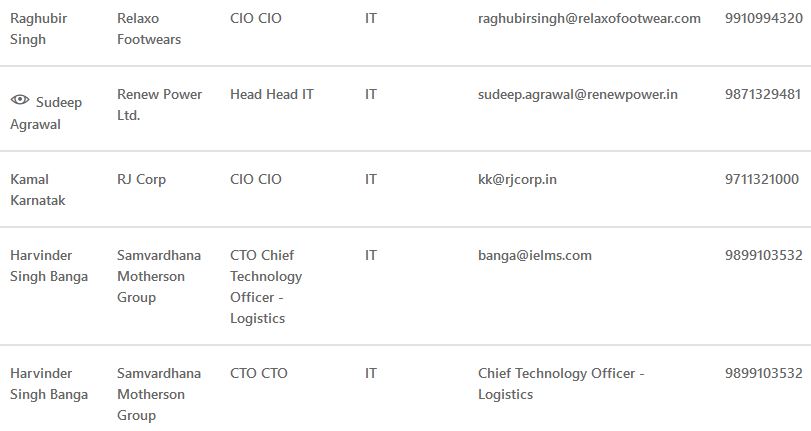 Raghubir Singh Relaxo Footwears CIO CIO IT raghubirsingh@relaxofootwear.com 9910994320
Sudeep Agrawal Renew Power Ltd. Head Head IT IT sudeep.agrawal@renewpower.in 9871329481
Kamal Karnatak RJ Corp CIO CIO IT kk@rjcorp.in 9711321000
Harvinder Singh Banga Samvardhana Motherson Group CTO Chief Technology Officer - Logistics IT banga@ielms.com 9899103532
Harvinder Singh Banga Samvardhana Motherson Group CTO CTO IT Chief Technology Officer - Logistics 9899103532